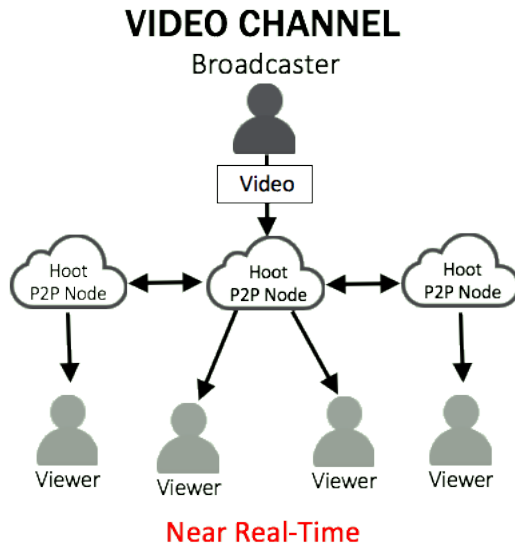 VIDEO CHANNEL
Broadcaster
Video
Hoot
P2P Node
Hoot
P2P Node
Hoot
P2P Node
Viewer
Viewer
Viewer
Viewer
Near Real-Time